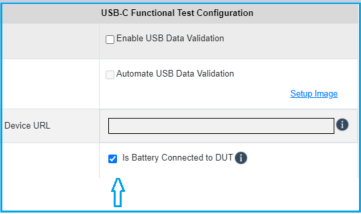 USB-C Functional Test Configuration
Enable USB Data Validation
Automate USB Data Validation
Setup Image
Device URL
Is Battery Connected to DUT